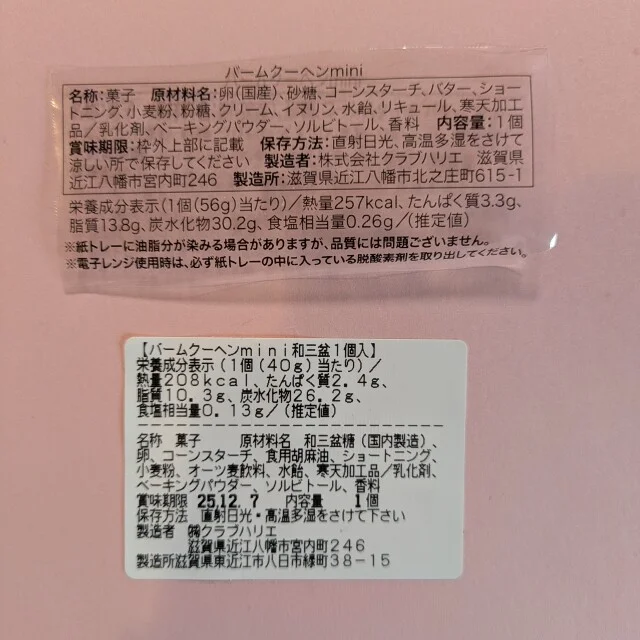 バームクーヘンmini
名称:菓子 原材料名:卵(国産)、砂糖、コーンスターチ、バター、ショー
トニング、小麦粉、粉糖、クリーム、イヌリン、水飴、リキュール、寒天加工
品／乳化剤、ベーキングパウダー、ソルビトール、香料 内容量:1個
賞味期限:枠外上部に記載 保存方法:直射日光、高温多湿をさけて
涼しい所で保存してください 製造者:株式会社クラブハリエ 滋賀県
近江八幡市宮内町246 製造所:滋賀県近江八幡市北之庄町615-1
栄養成分表示(1個(56g)当たり)／熱量257kcal、たんぱく質3.3g、
脂質13.8g、炭水化物30.2g、食塩相当量0.26g／(推定値)
※紙トレーに油脂分が染みる場合がありますが、品質には問題ございません。
※電子レンジ使用時は、必ず紙トレーの中に入っている脱酸素剤を取り出してください。
【バームクーヘンｍｉｎｉ和三盆１個入】
栄養成分表示（１個（４０ｇ）当たり）／
熱量２０８ｋｃａｌ、たんぱく質２．４ｇ、
脂質１０．３ｇ、炭水化物２６．２ｇ、
食塩相当量０．１３ｇ／（推定値）
名称 菓子 原材料名 和三盆糖（国内製造）、
卵、コーンスターチ、食用胡麻油、ショートニング、
小麦粉、オーツ麦飲料、水飴、寒天加工品／乳化剤、
ベーキングパウダー、ソルビトール、香料
賞味期限 25.12.7 内容量 1個
保存方法 直射日光・高温多湿をさけて下さい
製造者 ㈱クラブハリエ
滋賀県近江八幡市宮内町２４６
製造所滋賀県東近江市八日市緑町３８－１５